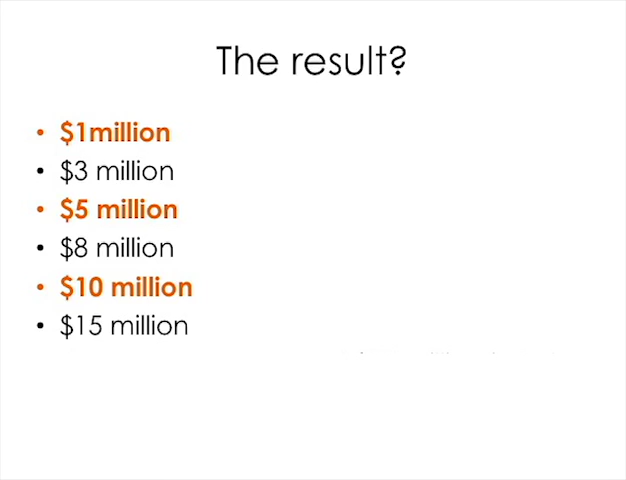 The result?
• $1million
• $3 million
• $5 million
• $8 million
• $10 million
• $15 million